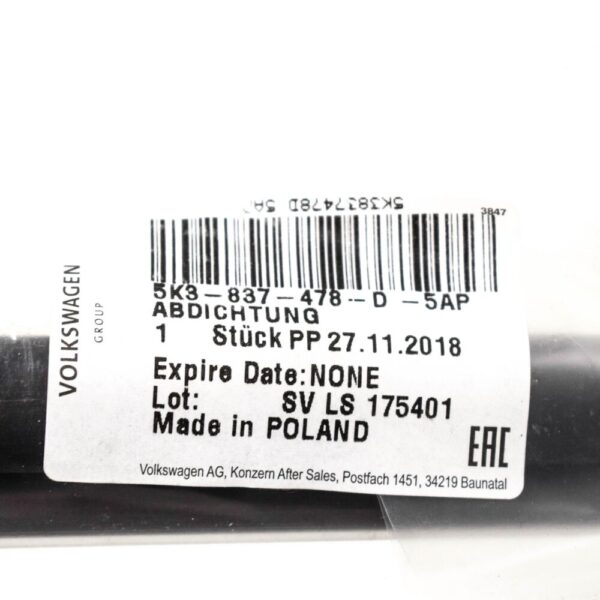 5K3837478D 5AP
3847
VOLKSWAGEN
GROUP
5K3-837-478--D -5AP
ABDICHTUNG
1 Stück PP 27.11.2018
Expire Date:NONE
Lot: SV LS 175401
Made in POLAND
EAC
Volkswagen AG, Konzern After Sales, Postfach 1451, 34219 Baunatal